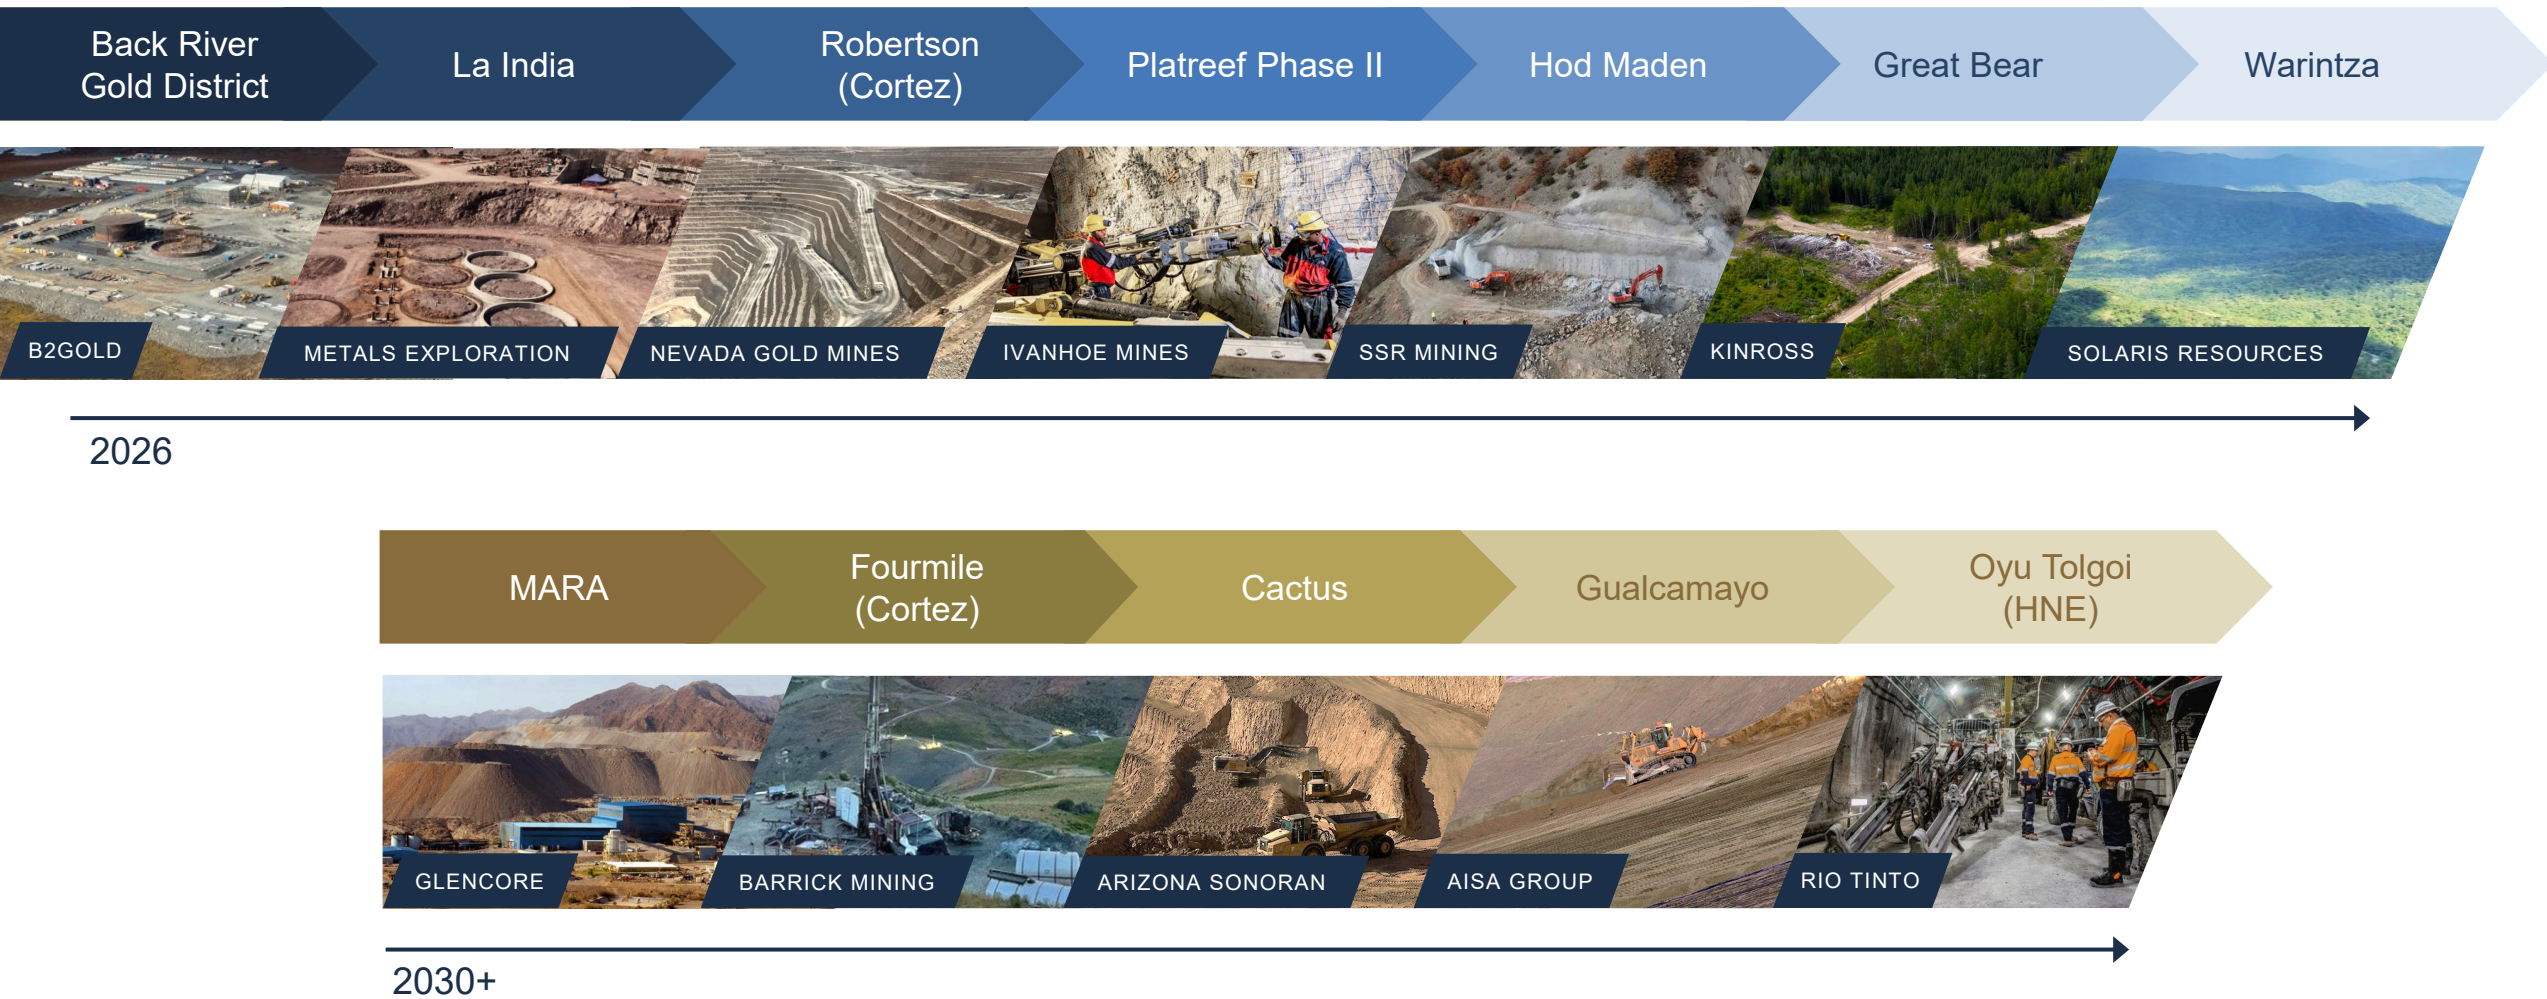 Back River
Gold District
La India
Robertson
(Cortez)
Platreef Phase II
Hod Maden
Great Bear
Warintza
B2GOLD
METALS EXPLORATION
NEVADA GOLD MINES
IVANHOE MINES
SSR MINING
KINROSS
SOLARIS RESOURCES
2026
MARA
Fourmile
(Cortez)
Cactus
Gualcamayo
Oyu Tolgoi
(HNE)
GLENCORE
BARRICK MINING
ARIZONA SONORAN
AISA GROUP
RIO TINTO
2030+